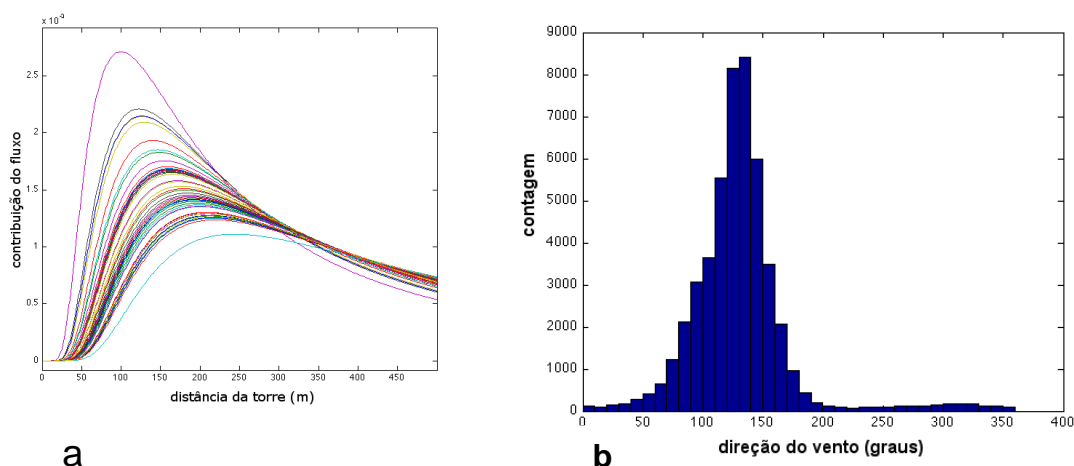 x 10⁻³
2.5
2
1.5
1
0.5
0
0 50 100 150 200 250 300 350 400 450
contribuição do fluxo
distância da torre (m)
a
9000
8000
7000
6000
5000
4000
3000
2000
1000
0
0 50 100 150 200 250 300 350 400
contagem
direção do vento (graus)
b